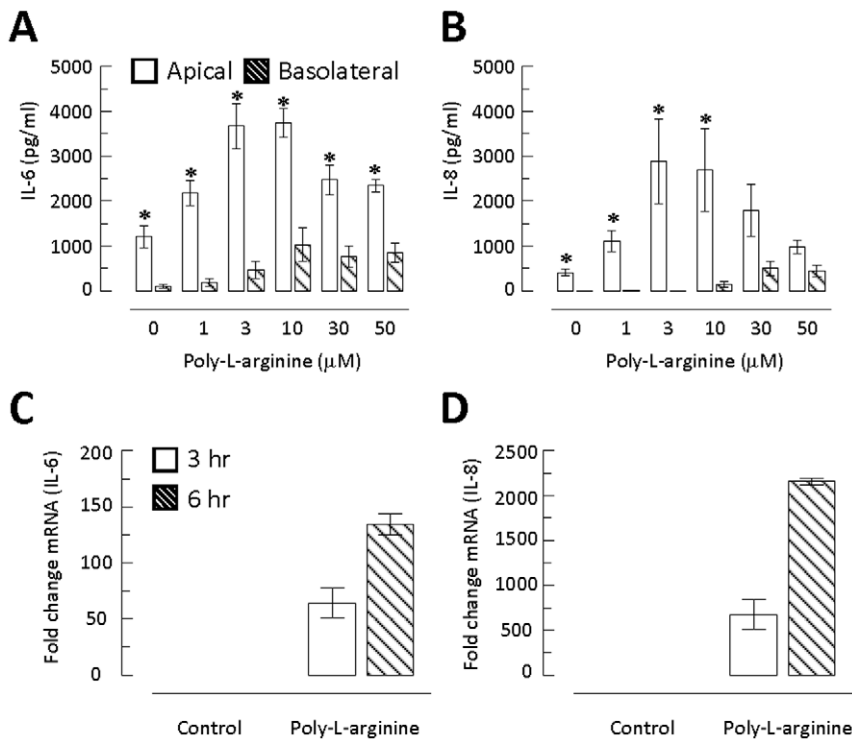 A
IL-6 (pg/ml)
5000
4000
3000
2000
1000
0
Apical
Basolateral
*
*
*
*
*
*
0 1 3 10 30 50
Poly-L-arginine (μM)
B
IL-8 (pg/ml)
5000
4000
3000
2000
1000
0
*
*
*
*
0 1 3 10 30 50
Poly-L-arginine (μM)
C
Fold change mRNA (IL-6)
200
150
100
50
0
3 hr
6 hr
Control Poly-L-arginine
D
Fold change mRNA (IL-8)
2500
2000
1500
1000
500
0
Control Poly-L-arginine